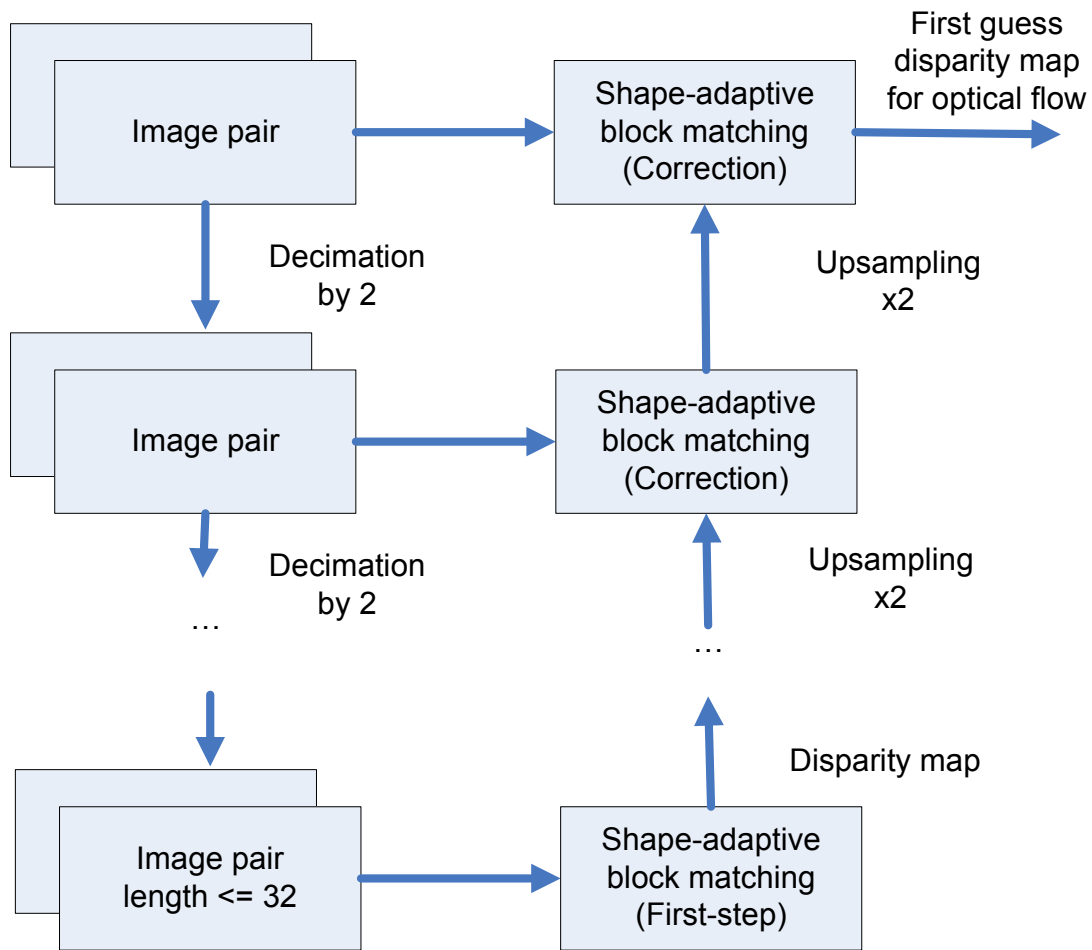 First guess
disparity map
for optical flow
Image pair
Shape-adaptive
block matching
(Correction)
Decimation
by 2
Upsampling
x2
Image pair
Shape-adaptive
block matching
(Correction)
Decimation
by 2
Upsampling
x2
...
...
Disparity map
Image pair
length <= 32
Shape-adaptive
block matching
(First-step)